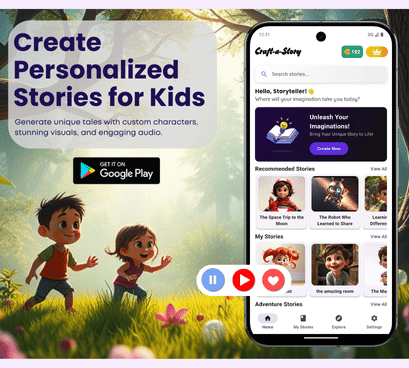 Create
Personalized
Stories for Kids
Generate unique tales with custom characters,
stunning visuals, and engaging audio.
GET IT ON
Google Play
Craft-a-Story
Search stories...
Hello, Storyteller!👋
Where will your imagination take you today?
Unleash Your
Imaginations!
Bring Your Unique Story to Life!
Create Now
Recommended Stories
View All
The Space Trip to the
Moon
The Robot Who
Learned to Share
Learnin
Differen
My Stories
View All
the amazing room
The Ma
Adventure Stories
View All
Home
My Stories
Explore
Settings